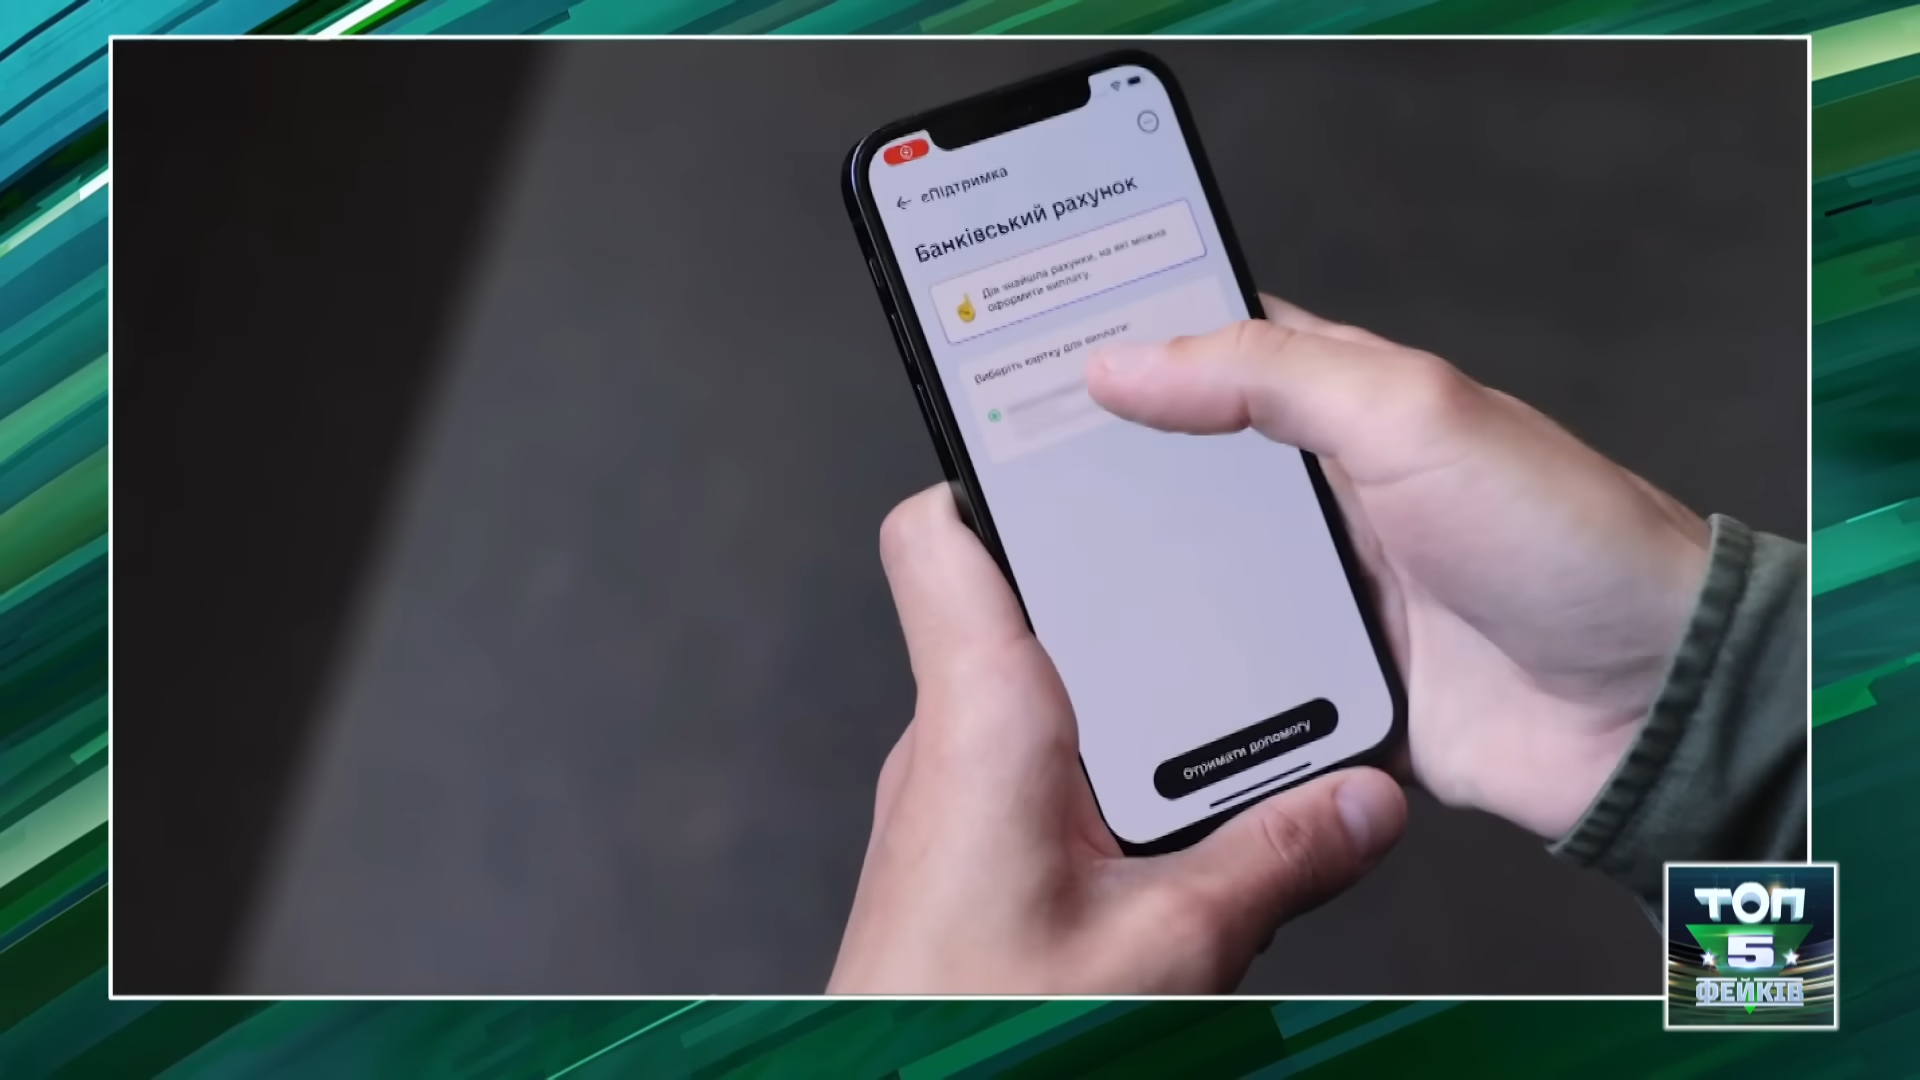 єПідтримка
Банківський рахунок
Дія знайшла рахунки, на які можна
оформити виплату.
Виберіть картку для виплати:
Отримати допомогу
ТОП
5
ФЕЙКІВ